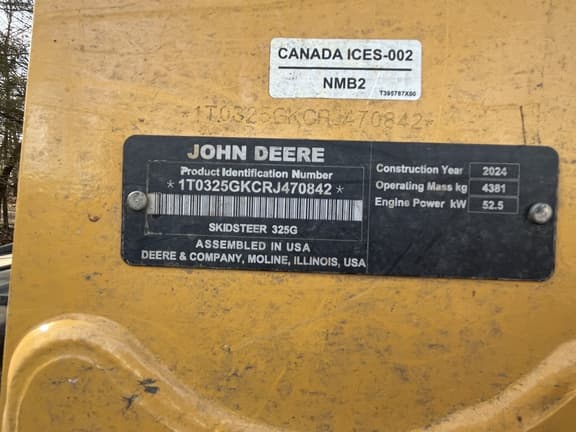 CANADA ICES-002
NMB2
T395787X00
*1T0325GKCRJ470842*
JOHN DEERE
Product Identification Number
*1T0325GKCRJ470842*
SKIDSTEER 325G
ASSEMBLED IN USA
DEERE & COMPANY, MOLINE, ILLINOIS, USA
Construction Year 2024
Operating Mass kg 4381
Engine Power kW 52.5